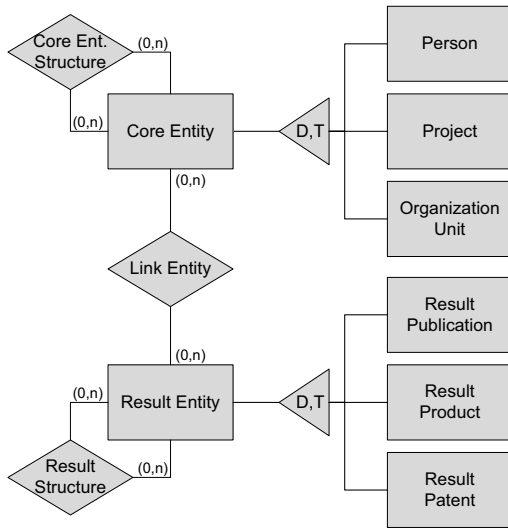 Core Ent.
Structure
(0,n)
(0,n)
Core Entity
(0,n)
D,T
Person
Project
Organization
Unit
Link Entity
(0,n)
Result Entity
(0,n)
(0,n)
Result
Structure
D,T
Result
Publication
Result
Product
Result
Patent